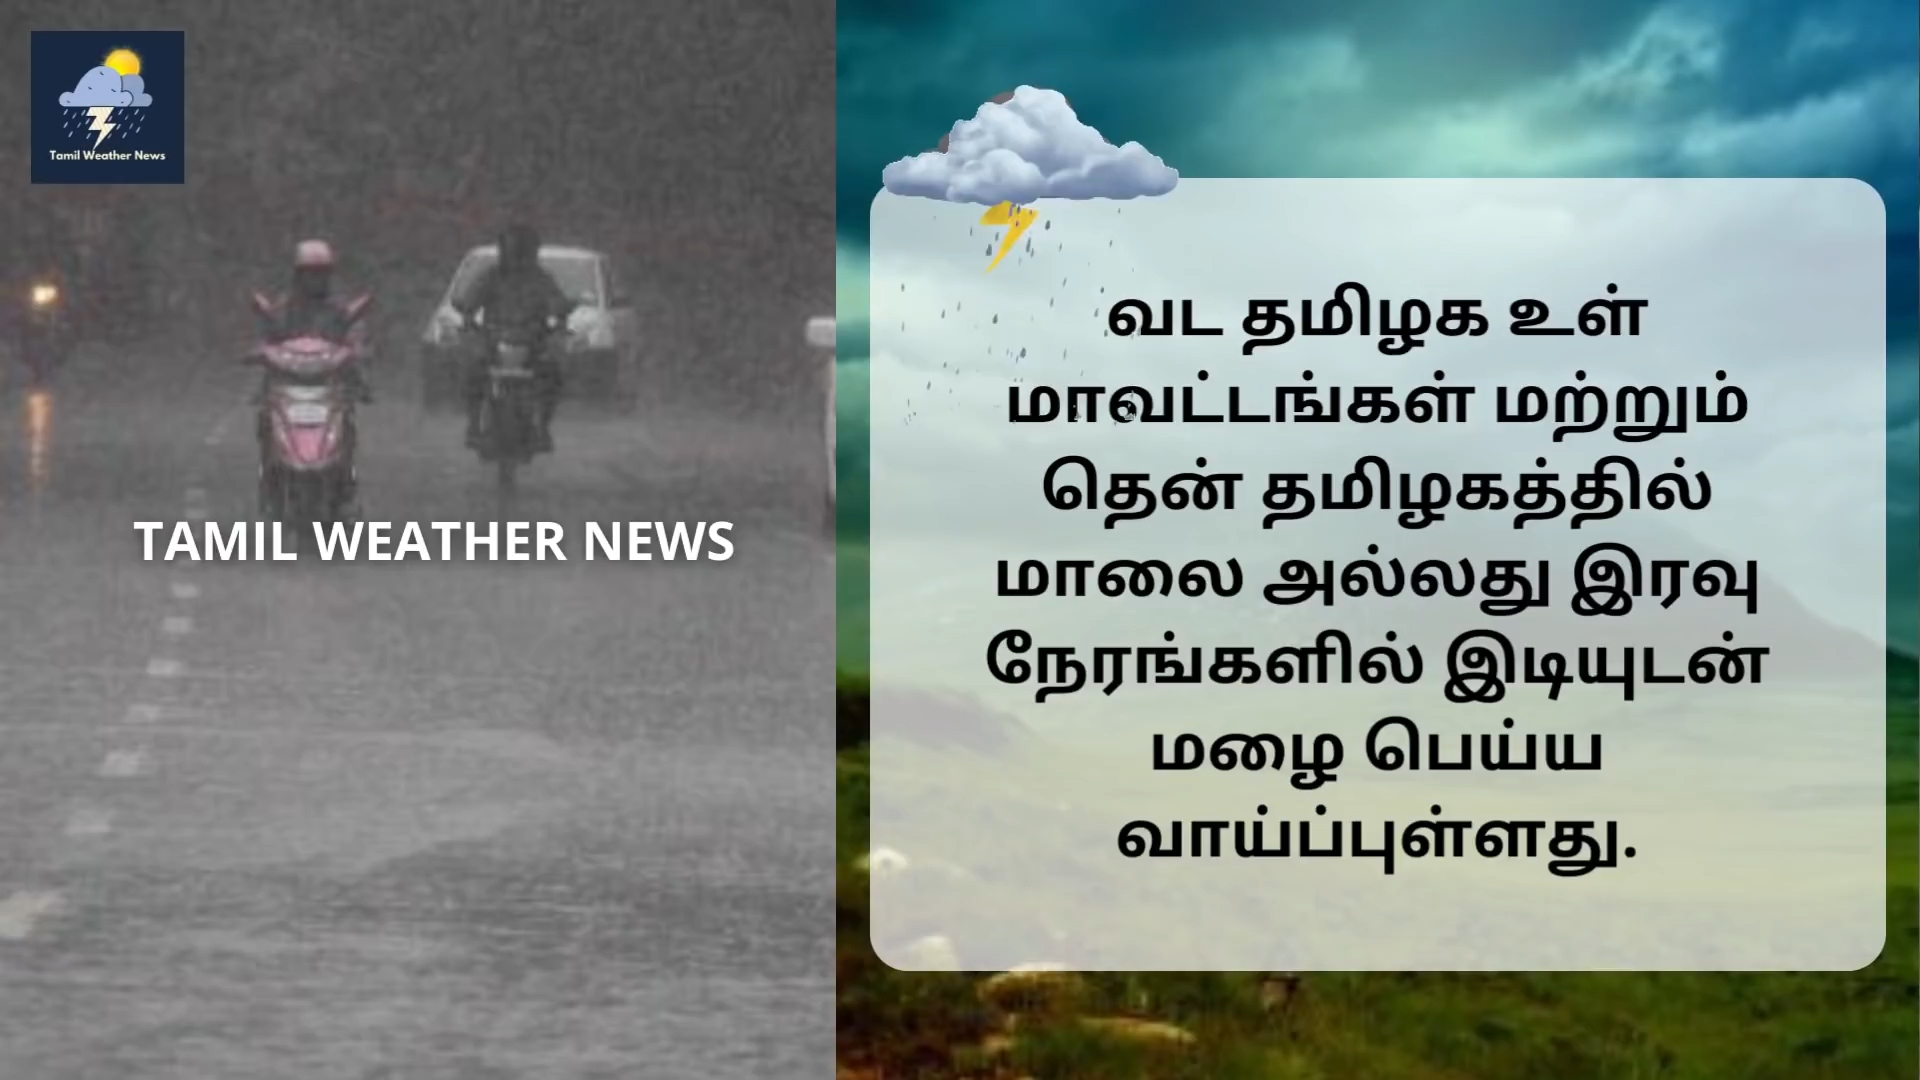 Tamil Weather News
TAMIL WEATHER NEWS
வட தமிழக உள்
மாவட்டங்கள் மற்றும்
தென் தமிழகத்தில்
மாலை அல்லது இரவு
நேரங்களில் இடியுடன்
மழை பெய்ய
வாய்ப்புள்ளது.